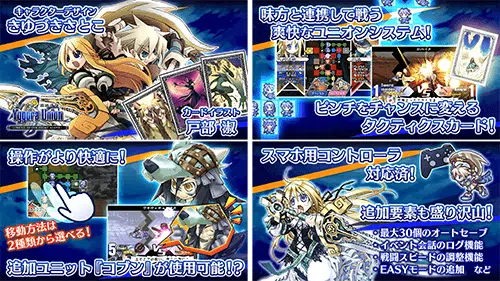 キャラクターデザイン
きゆづきさとこ
Yggdra Union
カードイラスト
戸部 淑
味方と連携して戦う
爽快なユニオンシステム!
ピンチをチャンスに変える
タクティクスカード!
操作がより快適に!
移動方法は
2種類から選べる!
追加ユニット『コブン』が使用可能!?
スマホ用コントローラ
対応済!
追加要素も盛り沢山!
・最大30個のオートセーブ
・イベント会話のログ機能
・戦闘スピードの調整機能
・EASYモードの追加 など